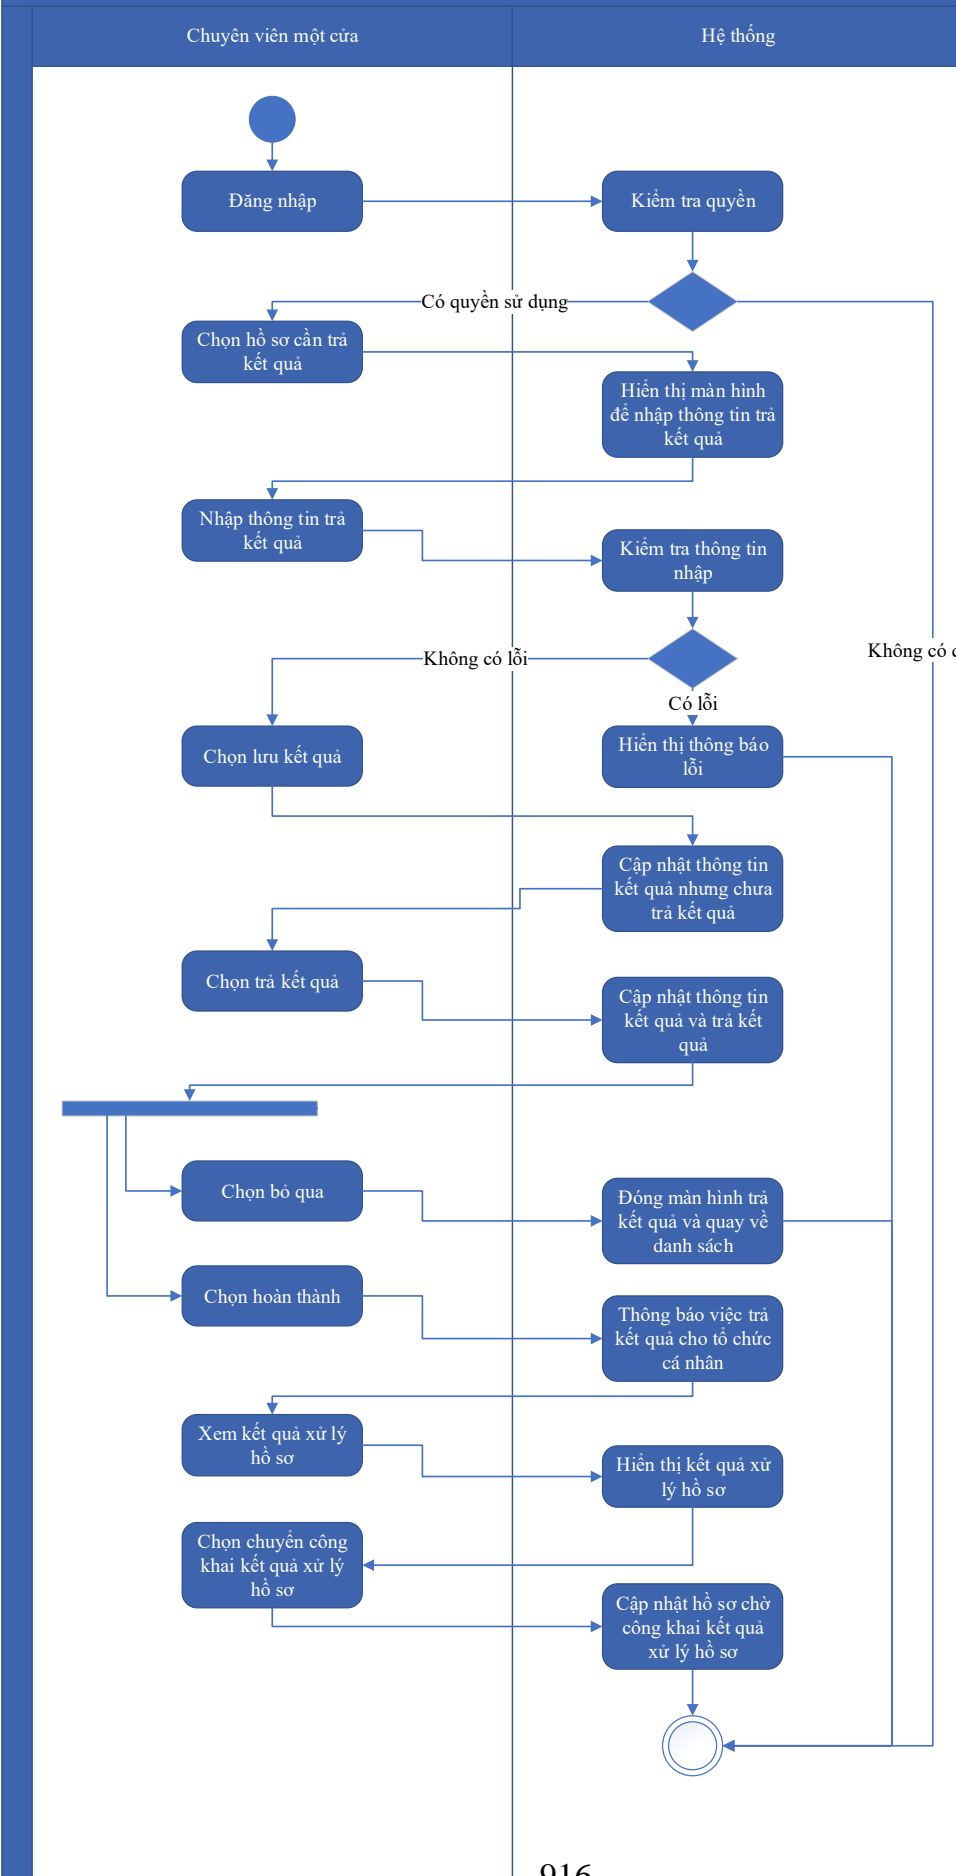 Chuyên viên một cửa
Hệ thống
Đăng nhập
Kiểm tra quyền
Có quyền sử dụng
Chọn hồ sơ cần trả
kết quả
Hiển thị màn hình
để nhập thông tin trả
kết quả
Nhập thông tin trả
kết quả
Kiểm tra thông tin
nhập
Không có
Không có lỗi
Có lỗi
Chọn lưu kết quả
Hiển thị thông báo
lỗi
Cập nhật thông tin
kết quả nhưng chưa
trả kết quả
Chọn trả kết quả
Cập nhật thông tin
kết quả và trả kết
quả
Chọn bỏ qua
Đóng màn hình trả
kết quả và quay về
danh sách
Chọn hoàn thành
Thông báo việc trả
kết quả cho tổ chức
cá nhân
Xem kết quả xử lý
hồ sơ
Hiển thị kết quả xử
lý hồ sơ
Chọn chuyển công
khai kết quả xử lý
hồ sơ
Cập nhật hồ sơ chờ
công khai kết quả
xử lý hồ sơ
916